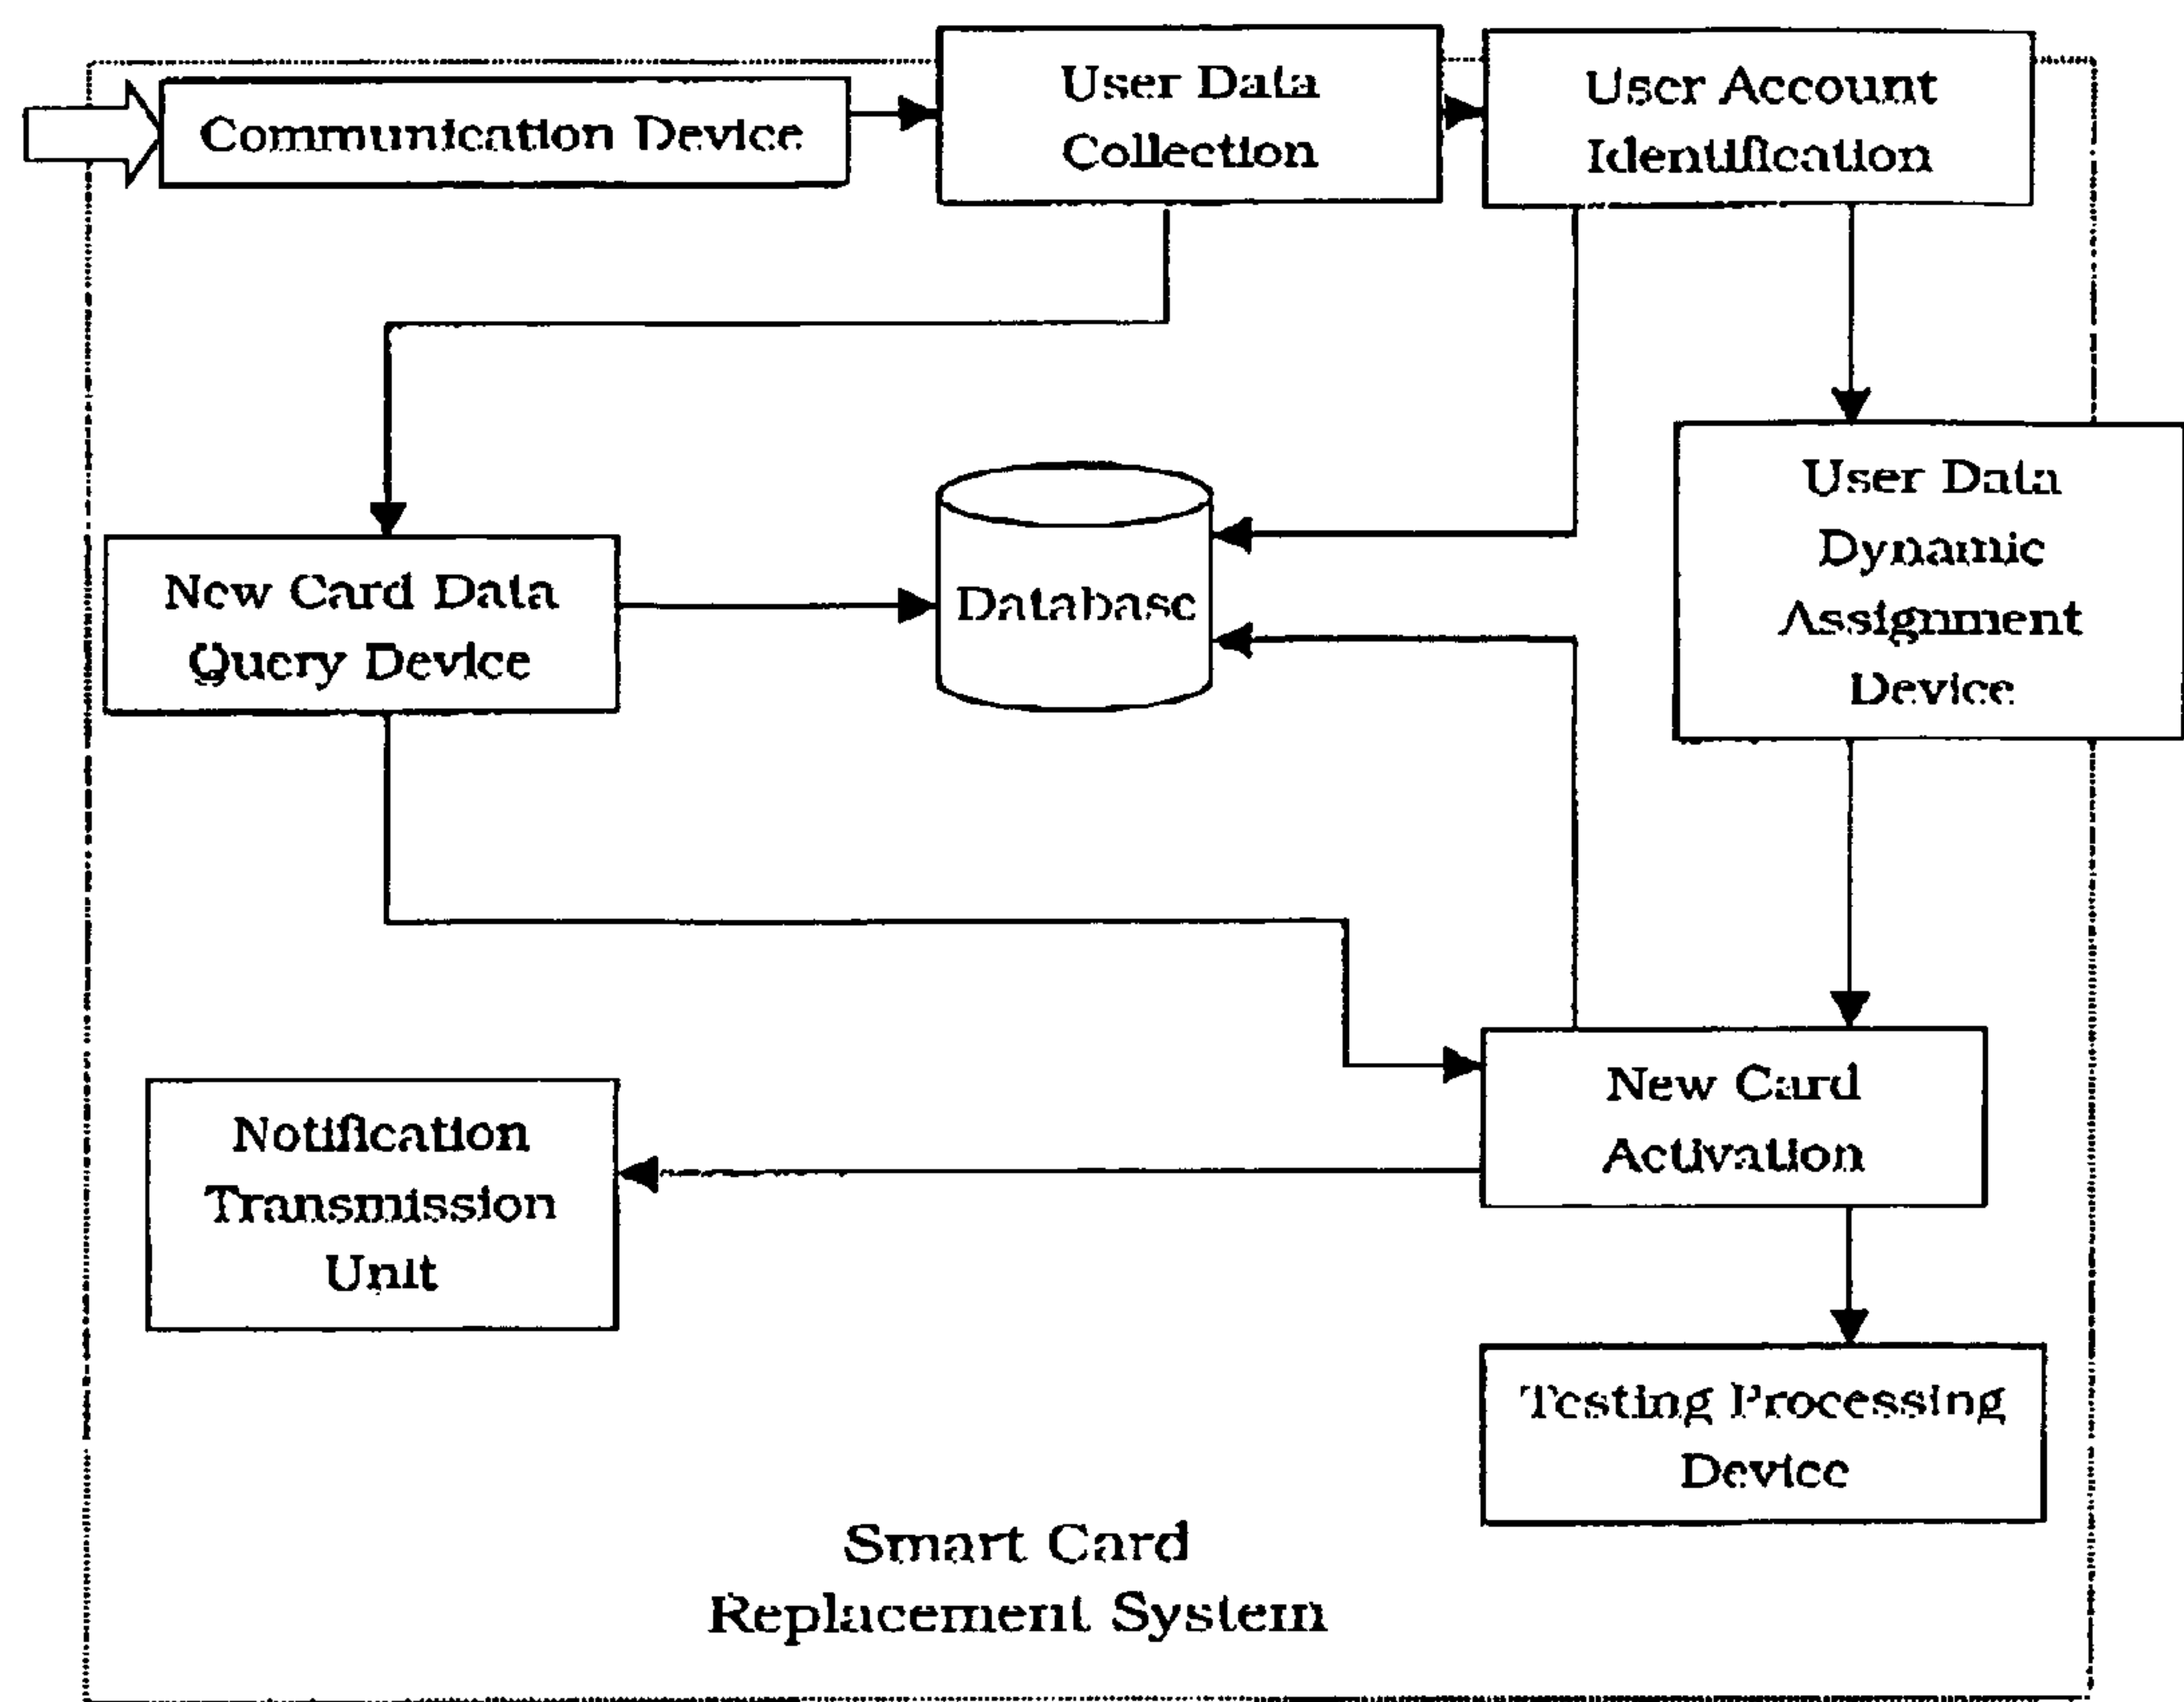 Communication Device
User Data
Collection
User Account
Identification
User Data
Dynamic
Assignment
Device
New Card Data
Query Device
Database
New Card
Activation
Notification
Transmission
Unit
Testing Processing
Device
Smart Card
Replacement System